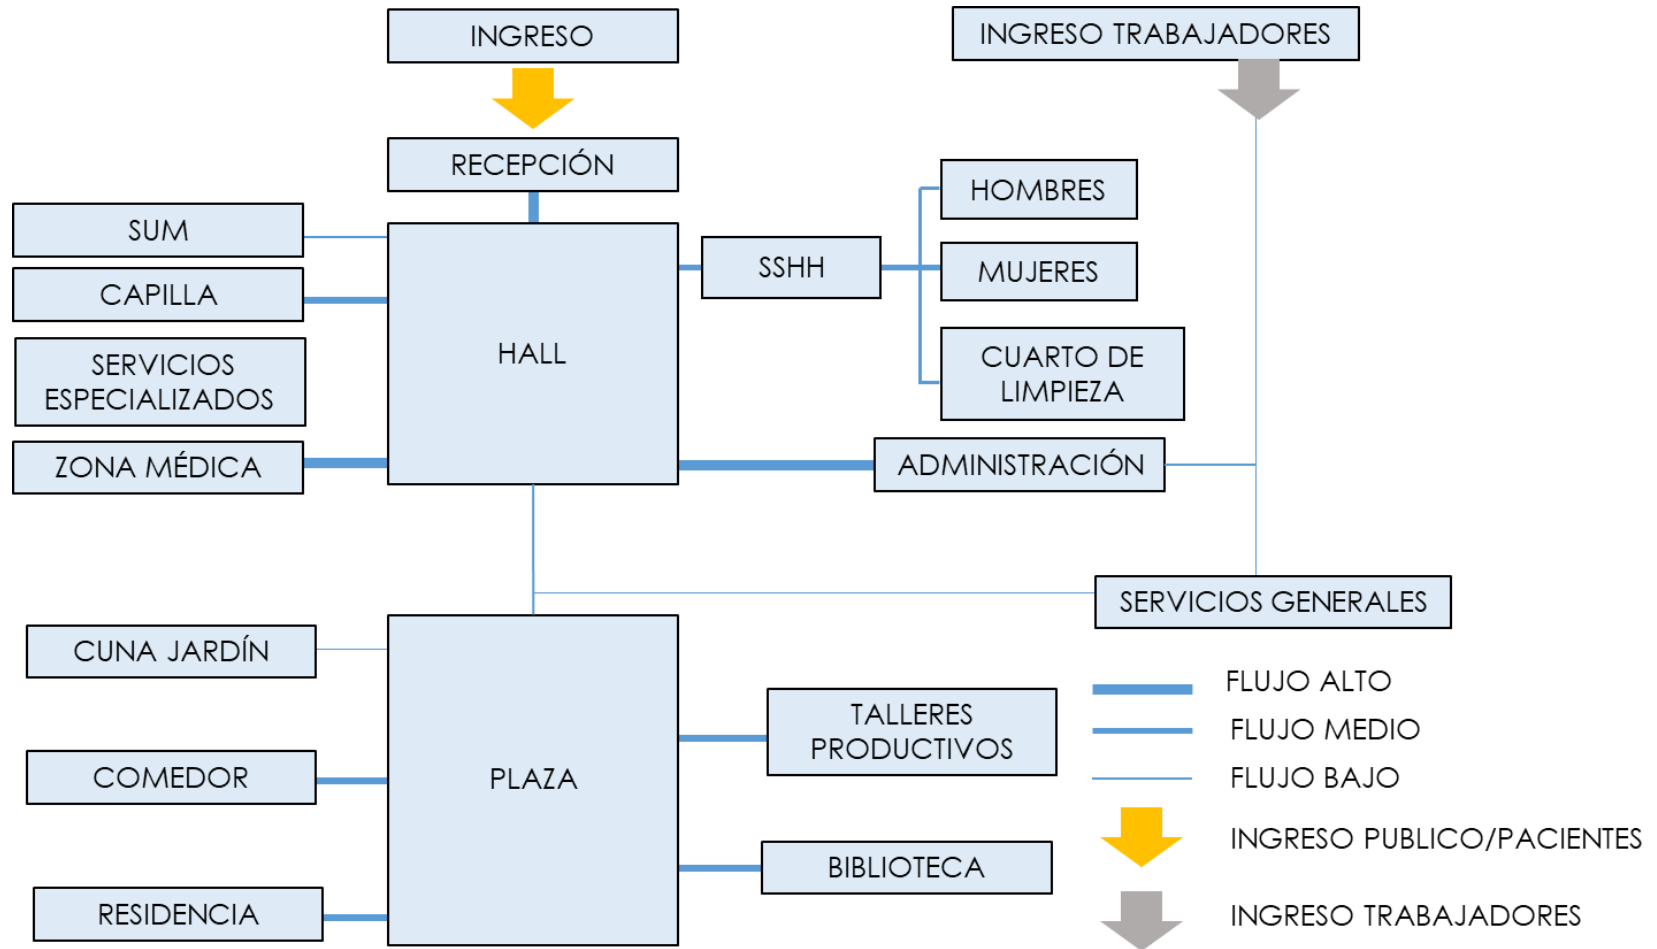 INGRESO
INGRESO TRABAJADORES
RECEPCIÓN
HOMBRES
SUM
SSHH
MUJERES
CAPILLA
HALL
SERVICIOS
ESPECIALIZADOS
CUARTO DE
LIMPIEZA
ZONA MÉDICA
ADMINISTRACIÓN
SERVICIOS GENERALES
CUNA JARDÍN
TALLERES
PRODUCTIVOS
COMEDOR
PLAZA
BIBLIOTECA
RESIDENCIA
FLUJO ALTO
FLUJO MEDIO
FLUJO BAJO
INGRESO PUBLICO/PACIENTES
INGRESO TRABAJADORES